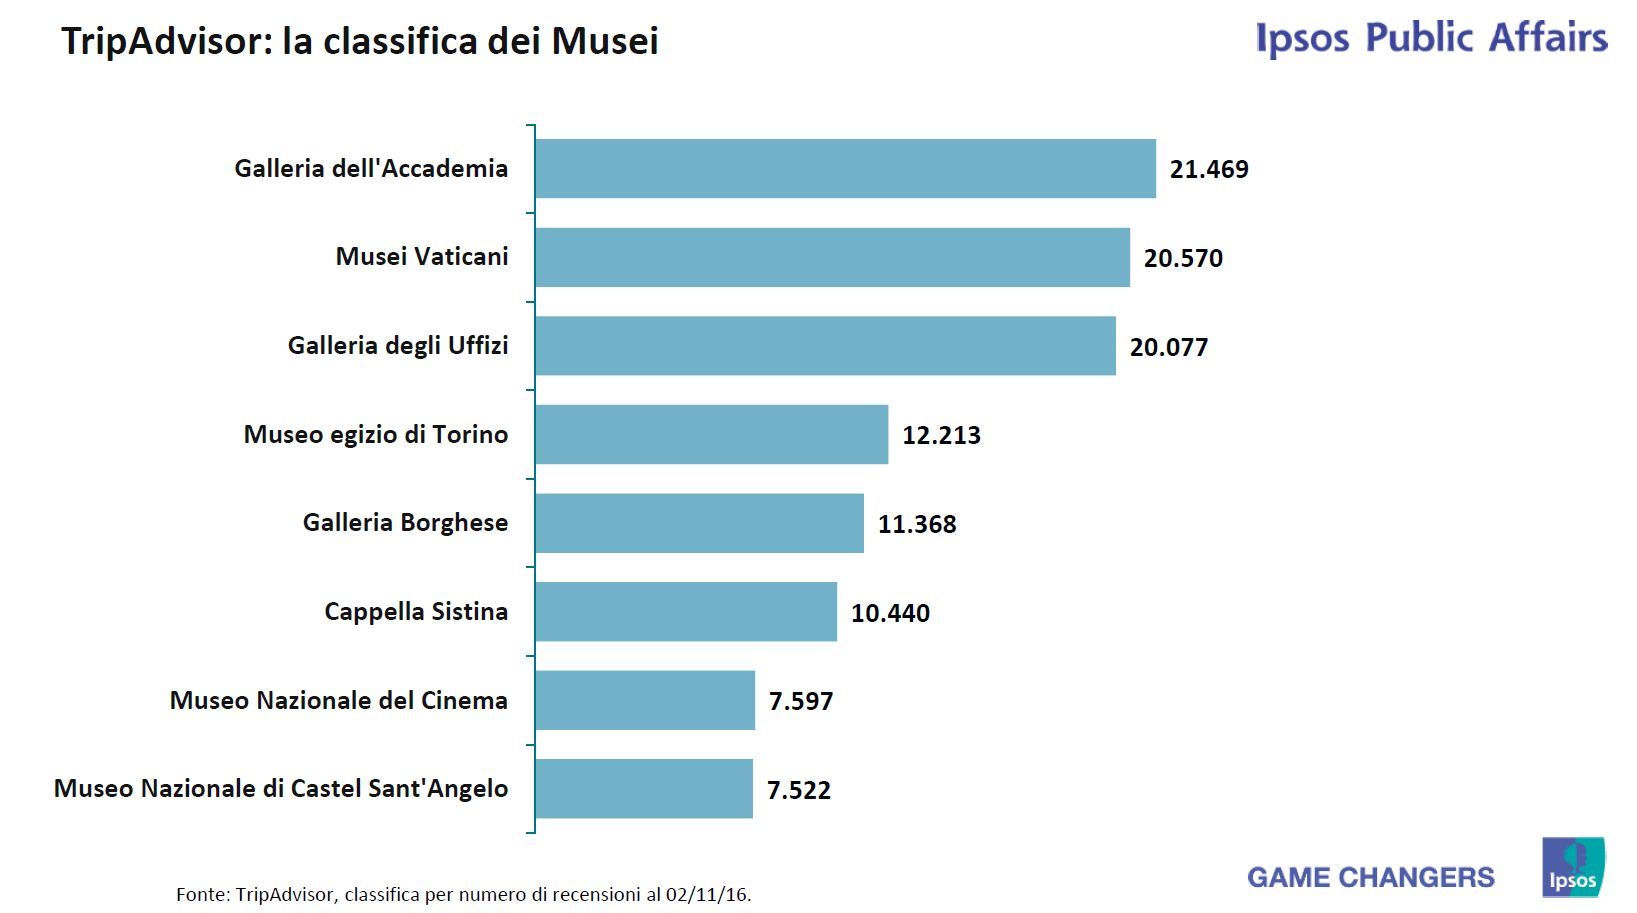 TripAdvisor: la classifica dei Musei
Ipsos Public Affairs
Galleria dell'Accademia 21.469
Musei Vaticani 20.570
Galleria degli Uffizi 20.077
Museo egizio di Torino 12.213
Galleria Borghese 11.368
Cappella Sistina 10.440
Museo Nazionale del Cinema 7.597
Museo Nazionale di Castel Sant'Angelo 7.522
Fonte: TripAdvisor, classifica per numero di recensioni al 02/11/16.
GAME CHANGERS
Ipsos